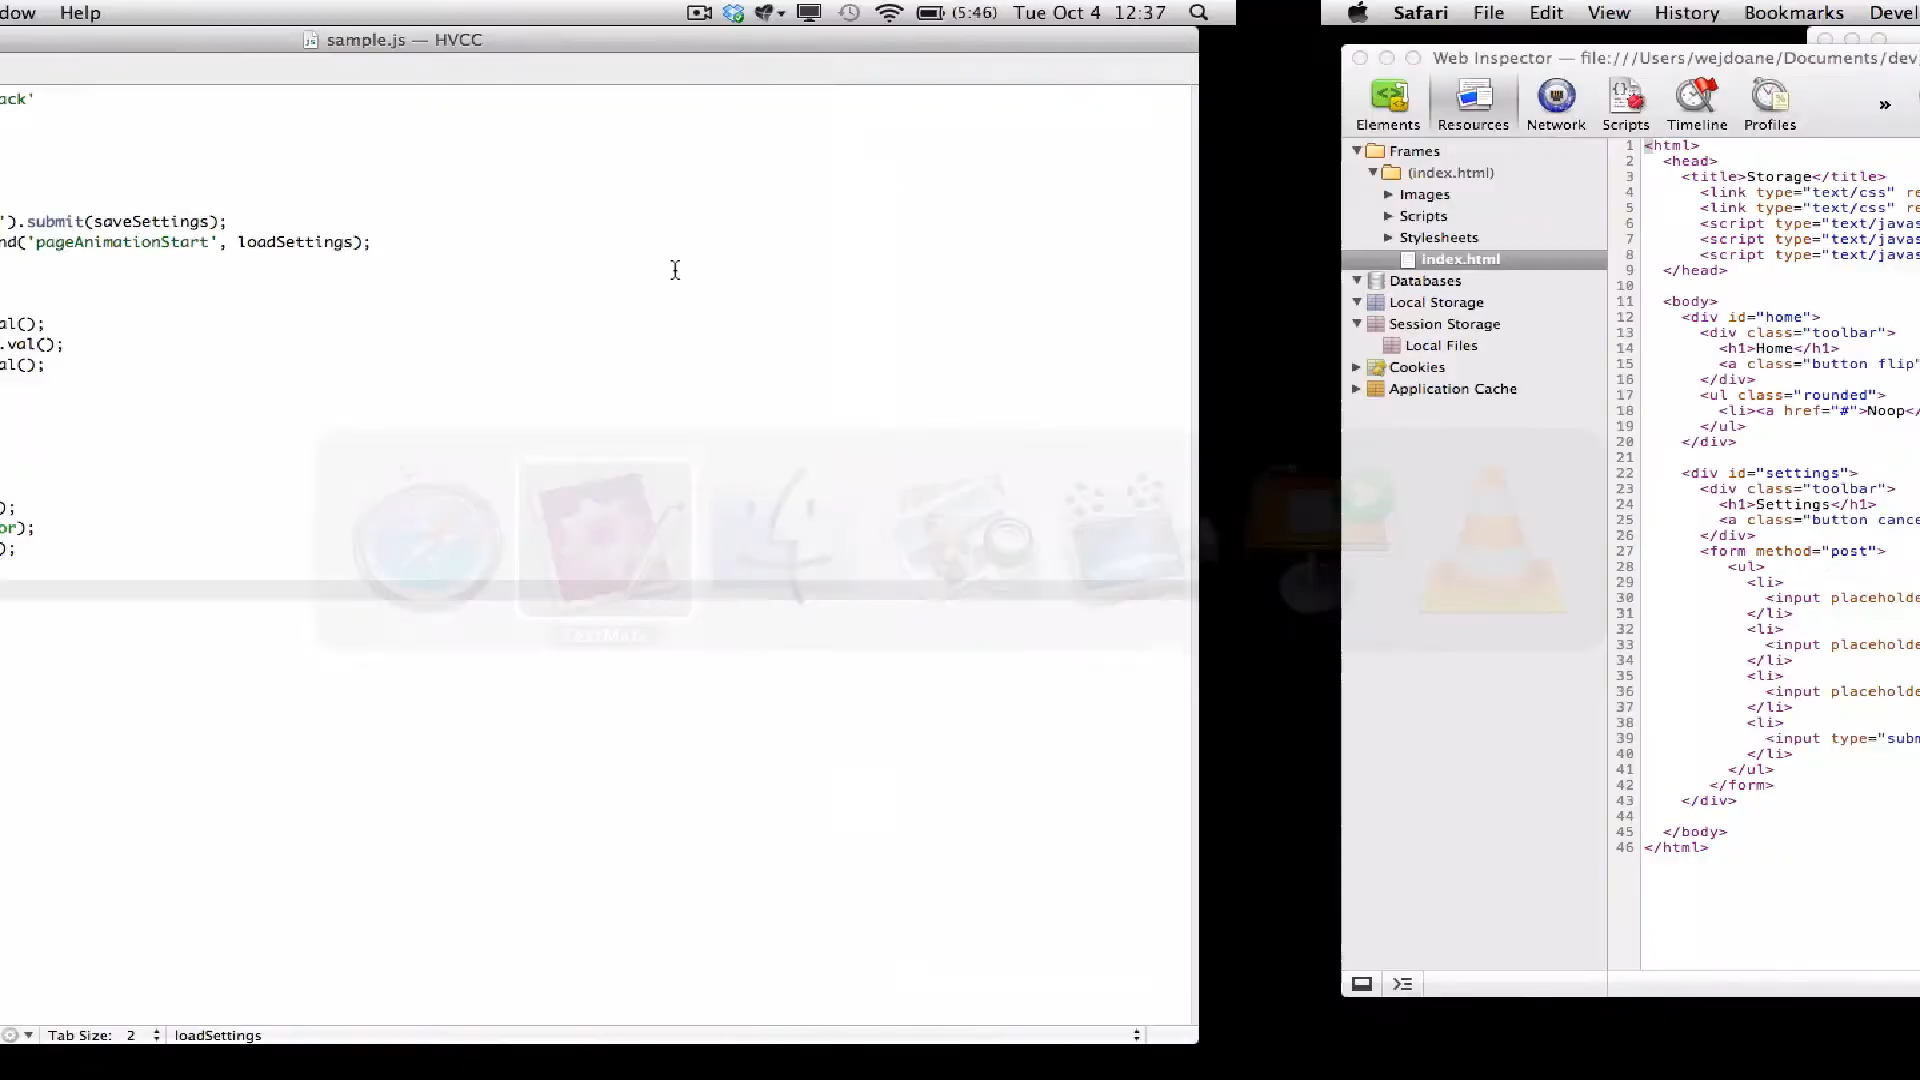 dow Help
(5:46) Tue Oct 4 12:37
sample.js — HVCC
ack'
').submit(saveSettings);
nd('pageAnimationStart', loadSettings);
al();
.val();
al();
);
or);
);
TextMate
Tab Size: 2
loadSettings
Safari File Edit View History Bookmarks Devel
Web Inspector — file:///Users/wejdoane/Documents/dev/
Elements Resources Network Scripts Timeline Profiles »
Frames
(index.html)
Images
Scripts
Stylesheets
index.html
Databases
Local Storage
Session Storage
Local Files
Cookies
Application Cache
1 <html>
2 <head>
3 <title>Storage</title>
4 <link type="text/css" re
5 <link type="text/css" re
6 <script type="text/javas
7 <script type="text/javas
8 <script type="text/javas
9 </head>
10
11 <body>
12 <div id="home">
13 <div class="toolbar">
14 <h1>Home</h1>
15 <a class="button flip"
16 </div>
17 <ul class="rounded">
18 <li><a href="#">Noop</
19 </ul>
20 </div>
21
22 <div id="settings">
23 <div class="toolbar">
24 <h1>Settings</h1>
25 <a class="button cance
26 </div>
27 <form method="post">
28 <ul>
29 <li>
30 <input placeholde
31 </li>
32 <li>
33 <input placeholde
34 </li>
35 <li>
36 <input placeholde
37 </li>
38 <li>
39 <input type="subm
40 </li>
41 </ul>
42 </form>
43 </div>
44
45 </body>
46 </html>